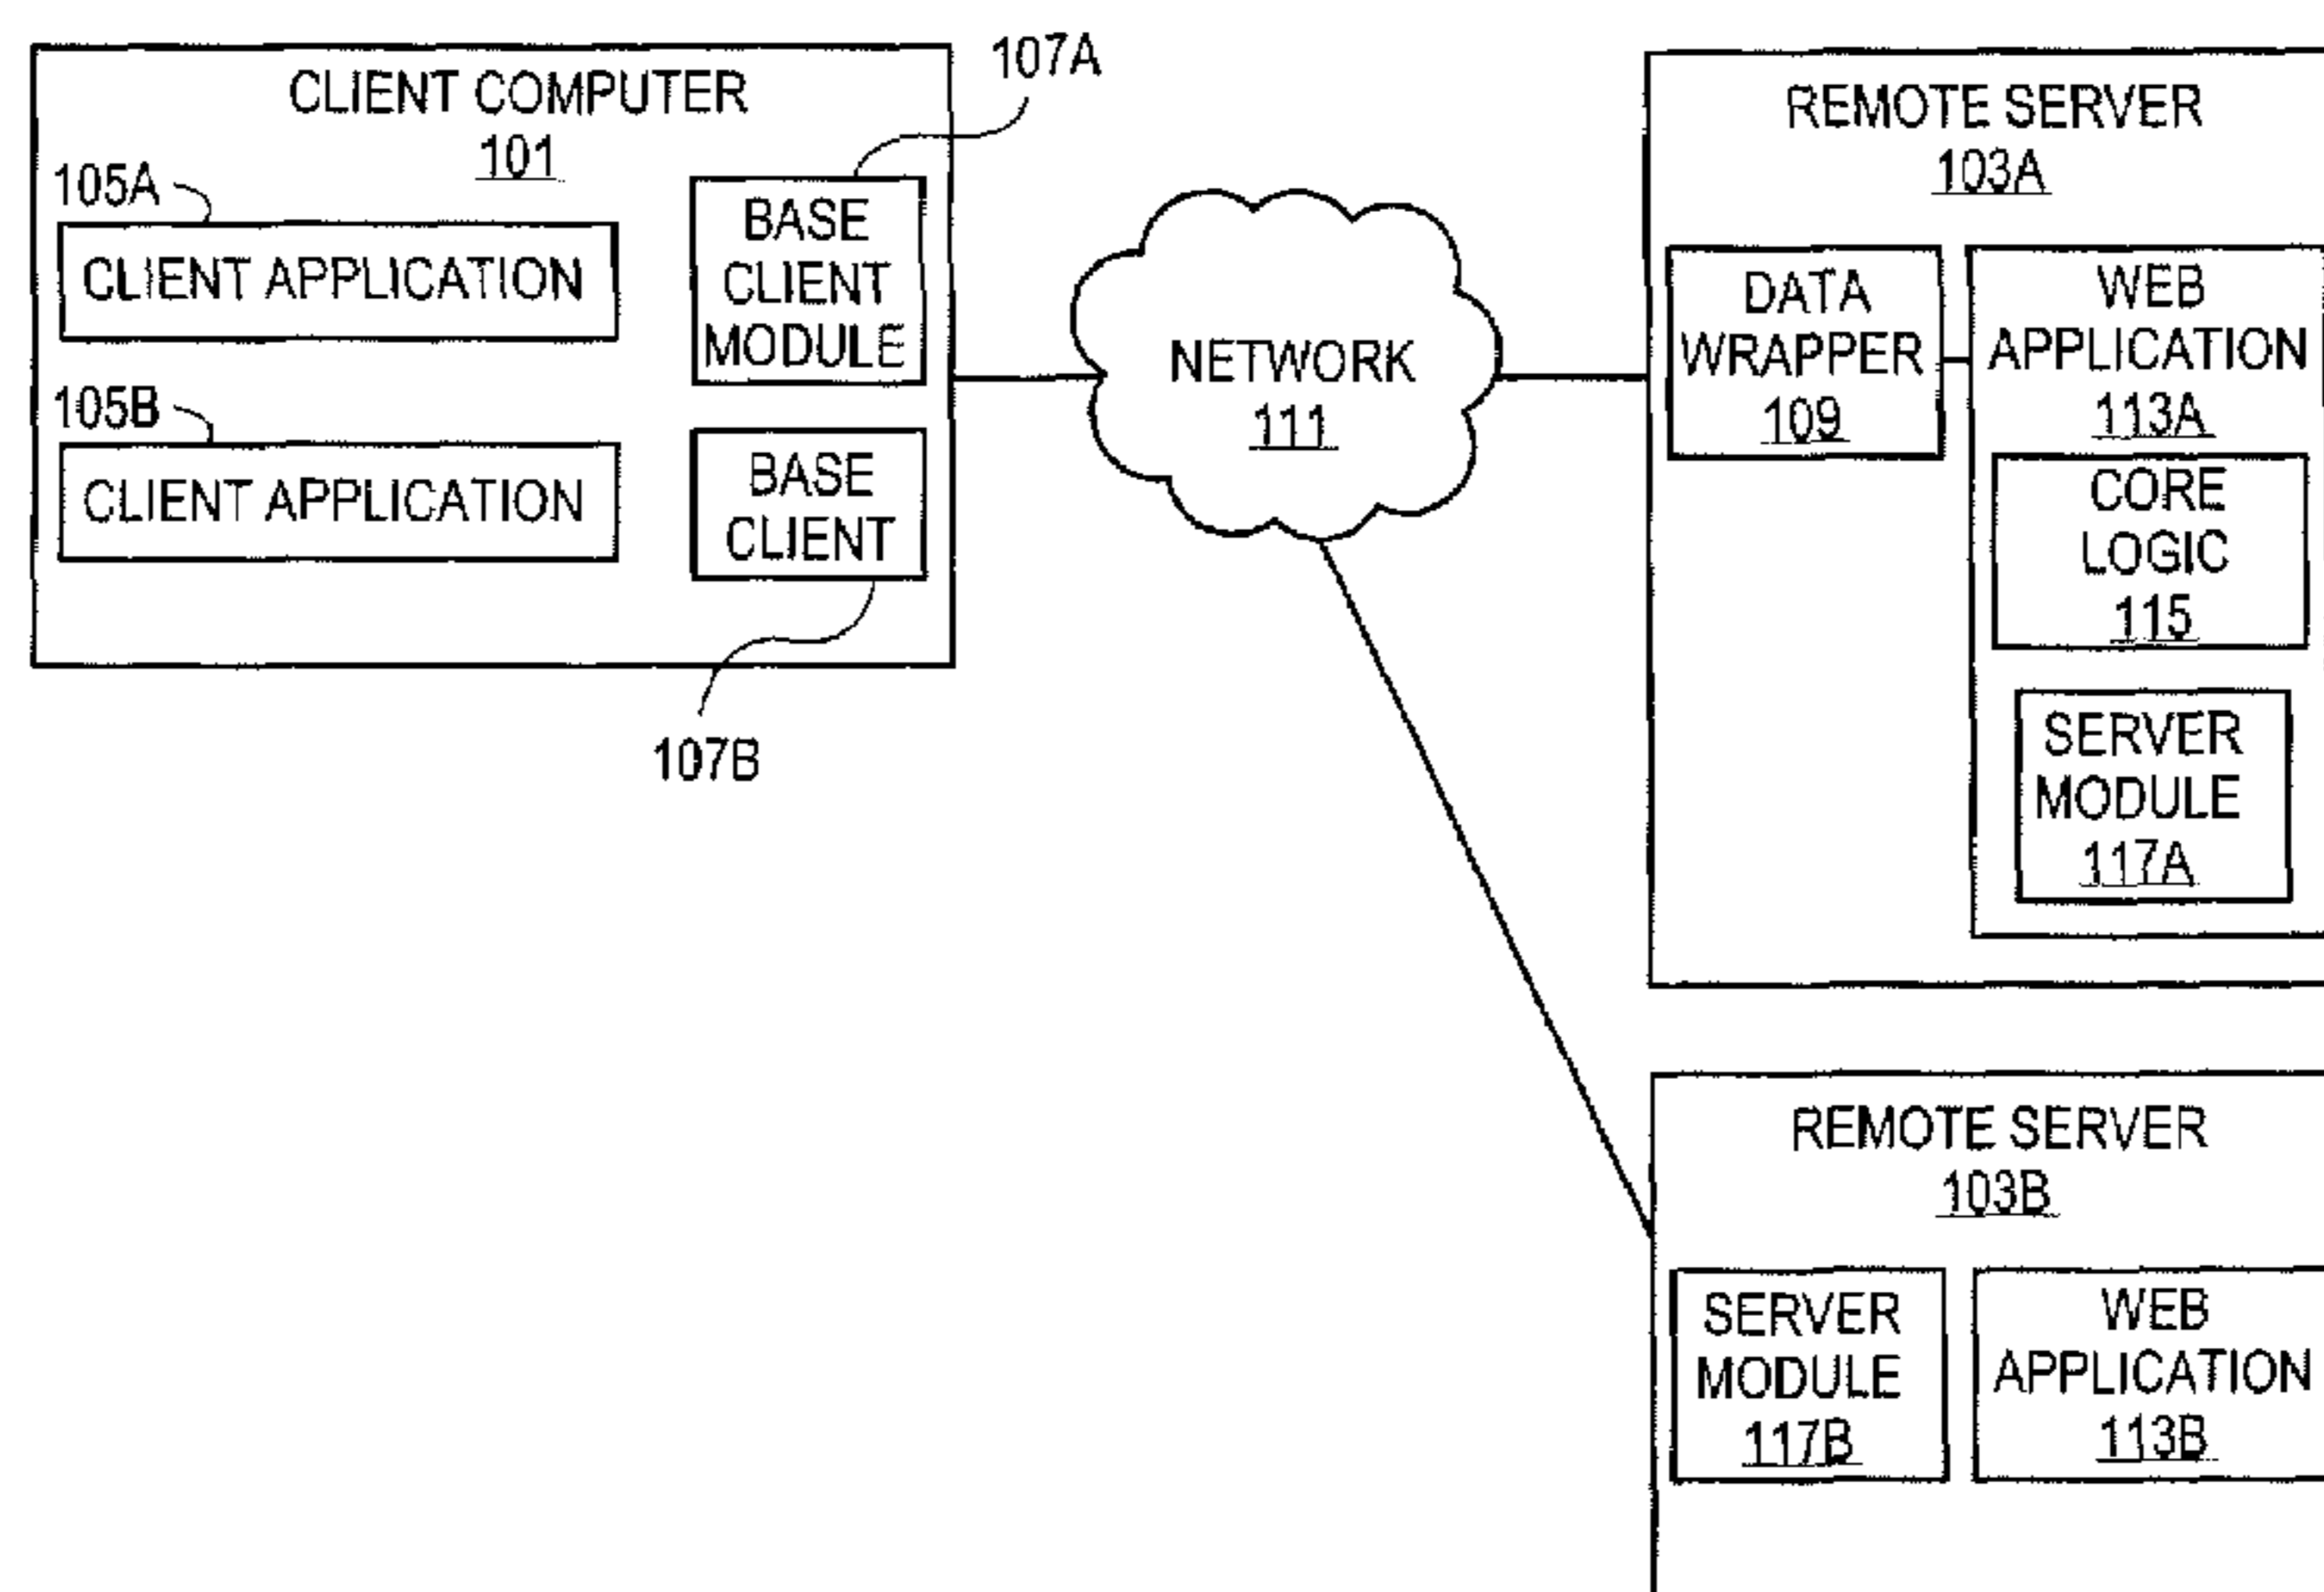 CLIENT COMPUTER
101
107A
105A
CLIENT APPLICATION
BASE
CLIENT
MODULE
105B
CLIENT APPLICATION
BASE
CLIENT
107B
NETWORK
111
REMOTE SERVER
103A
DATA
WRAPPER
109
WEB
APPLICATION
113A
CORE
LOGIC
115
SERVER
MODULE
117A
REMOTE SERVER
103B
SERVER
MODULE
117B
WEB
APPLICATION
113B